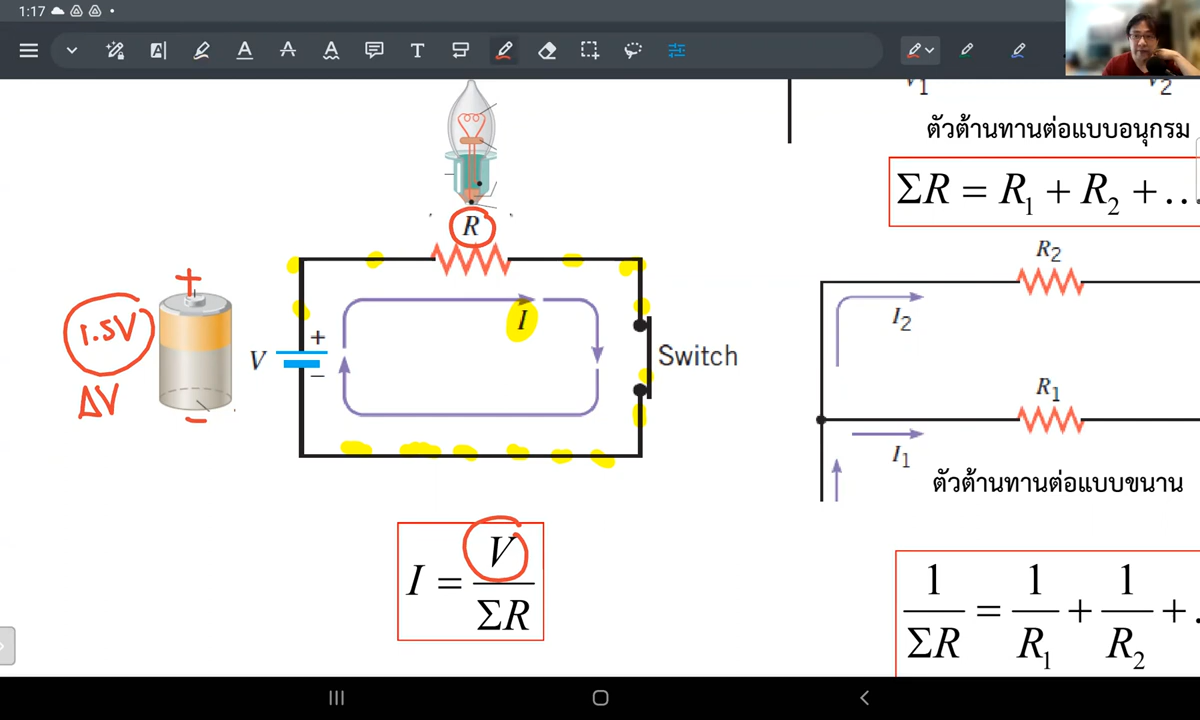 1:17
A
A
A
A
T
V1
V2
ตัวต้านทานต่อแบบอนุกรม
ΣR = R1 + R2 + ...
R
R2
+
1.5V
I
I2
V
+
−
Switch
ΔV
−
R1
I1
ตัวต้านทานต่อแบบขนาน
I = V / ΣR
1/ΣR = 1/R1 + 1/R2 + .